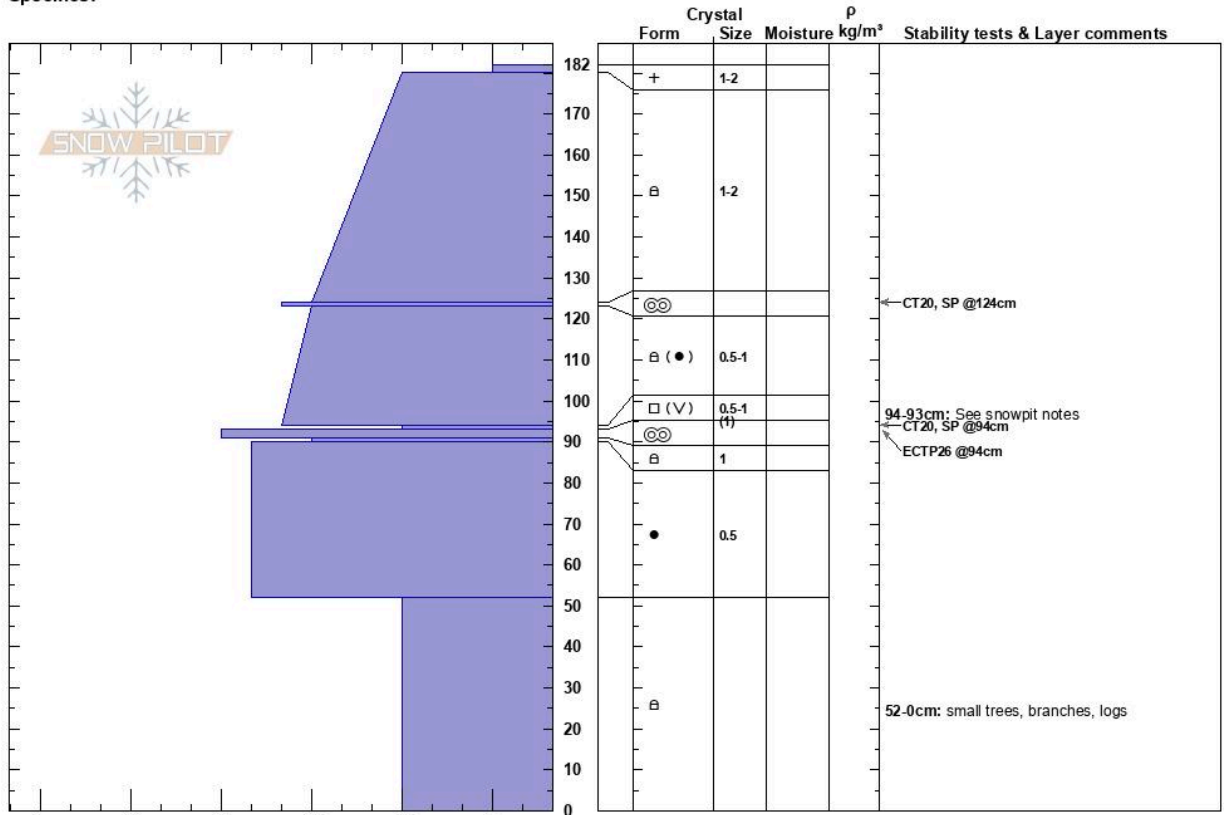 Crystal
Form Size Moisture ρ kg/m³ Stability tests & Layer comments
SNOW PILOT
182
+ 1-2
170
160
150 1-2
140
130
CT20, SP @124cm
120
110 (●) 0.5-1
100 □ (V) 0.5-1
(1)
94-93cm: See snowpit notes
CT20, SP @94cm
90
ECTP26 @94cm
1
80
70
● 0.5
60
50
40
30
52-0cm: small trees, branches, logs
20
10
0